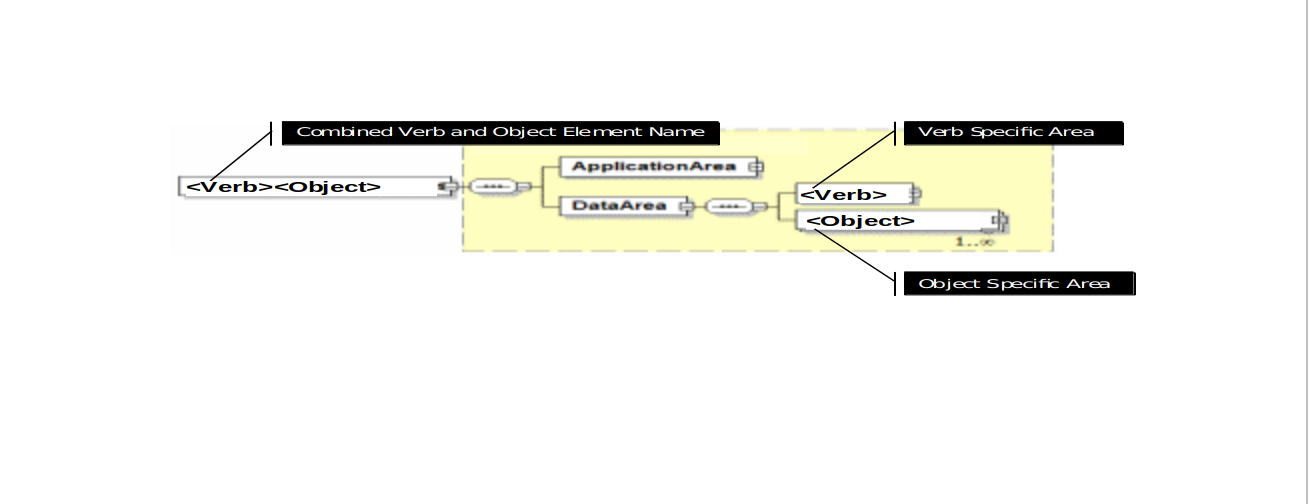 Combined Verb and Object Element Name
Verb Specific Area
ApplicationArea
<Verb><Object>
<Verb>
DataArea
<Object>
1..∞
Object Specific Area